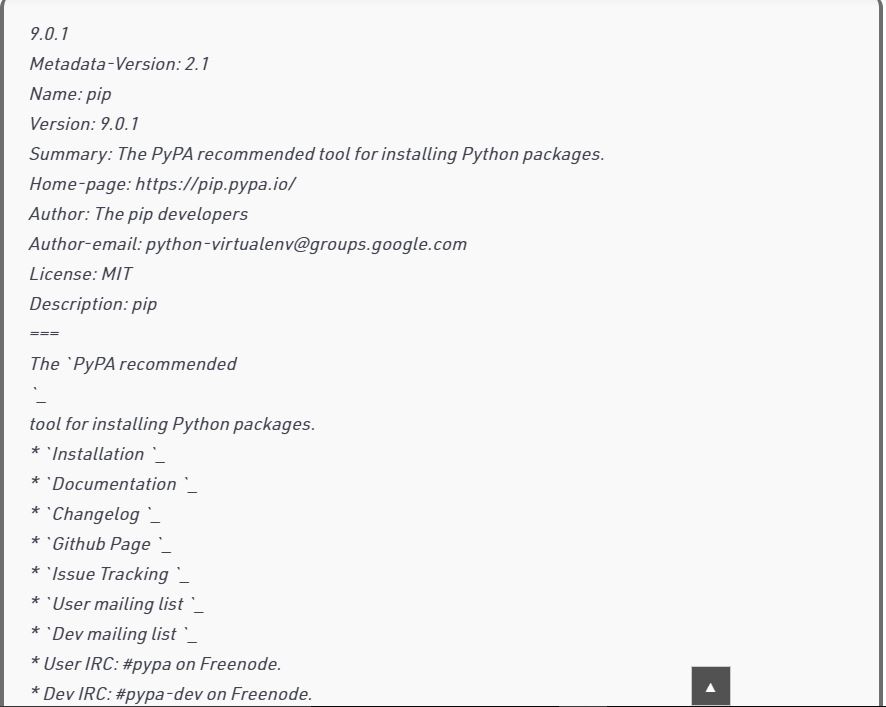 9.0.1
Metadata-Version: 2.1
Name: pip
Version: 9.0.1
Summary: The PyPA recommended tool for installing Python packages.
Home-page: https://pip.pypa.io/
Author: The pip developers
Author-email: python-virtualenv@groups.google.com
License: MIT
Description: pip
===
The `PyPA recommended
`_
tool for installing Python packages.
* `Installation `_
* `Documentation `_
* `Changelog `_
* `Github Page `_
* `Issue Tracking `_
* `User mailing list `_
* `Dev mailing list `_
* User IRC: #pypa on Freenode.
* Dev IRC: #pypa-dev on Freenode.